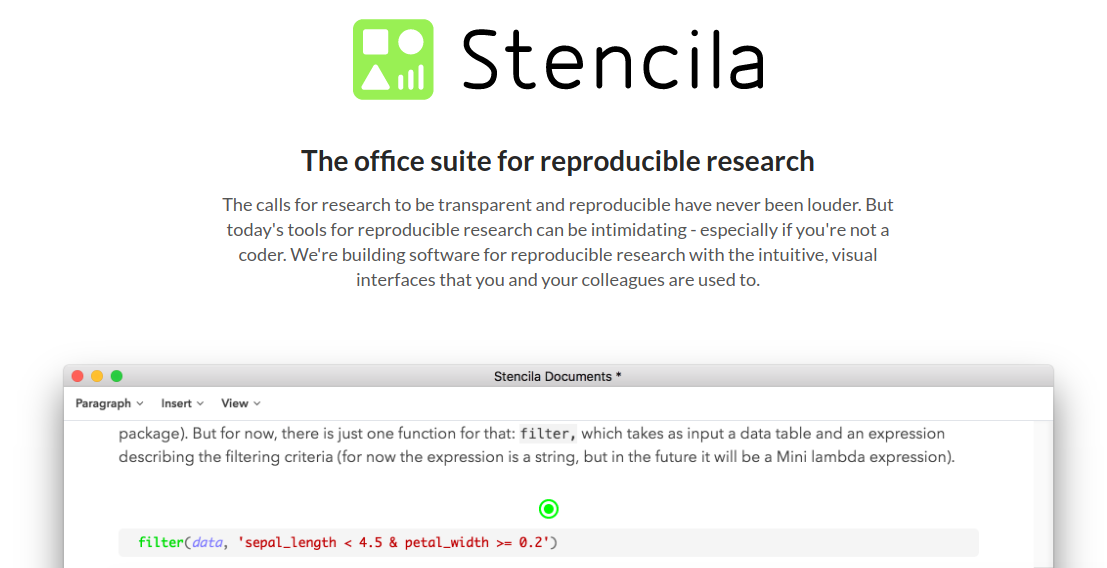 Stencila
The office suite for reproducible research
The calls for research to be transparent and reproducible have never been louder. But
today's tools for reproducible research can be intimidating - especially if you're not a
coder. We're building software for reproducible research with the intuitive, visual
interfaces that you and your colleagues are used to.
Stencila Documents *
Paragraph Insert View
package). But for now, there is just one function for that: filter, which takes as input a data table and an expression
describing the filtering criteria (for now the expression is a string, but in the future it will be a Mini lambda expression).
filter(data, 'sepal_length < 4.5 & petal_width >= 0.2')